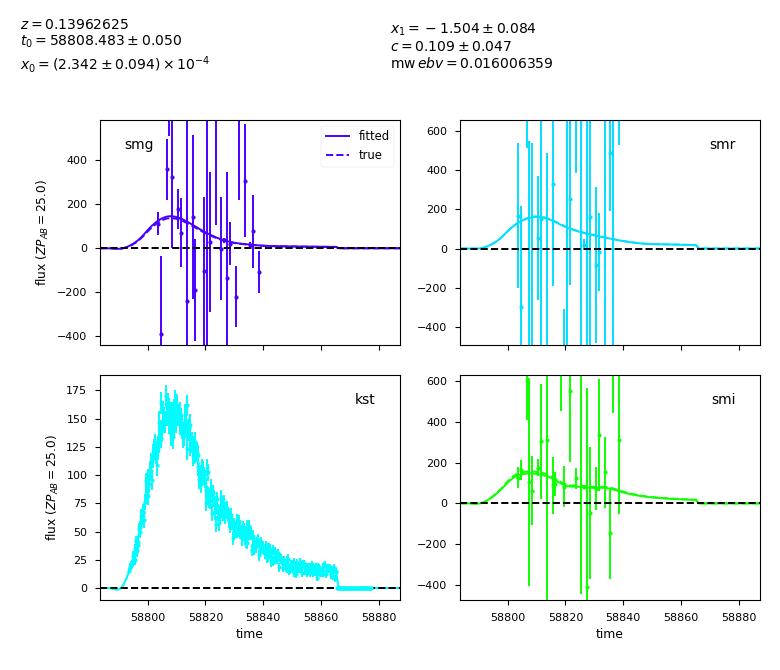 z = 0.13962625
t₀ = 58808.483 ± 0.050
x₀ = (2.342 ± 0.094) × 10⁻⁴
x₁ = −1.504 ± 0.084
c = 0.109 ± 0.047
mw ebv = 0.016006359
smg
fitted
true
400
200
0
−200
−400
flux (ZP_AB = 25.0)
smr
600
400
200
0
−200
−400
kst
175
150
125
100
75
50
25
0
flux (ZP_AB = 25.0)
58800 58820 58840 58860 58880
time
smi
600
400
200
0
−200
−400
58800 58820 58840 58860 58880
time